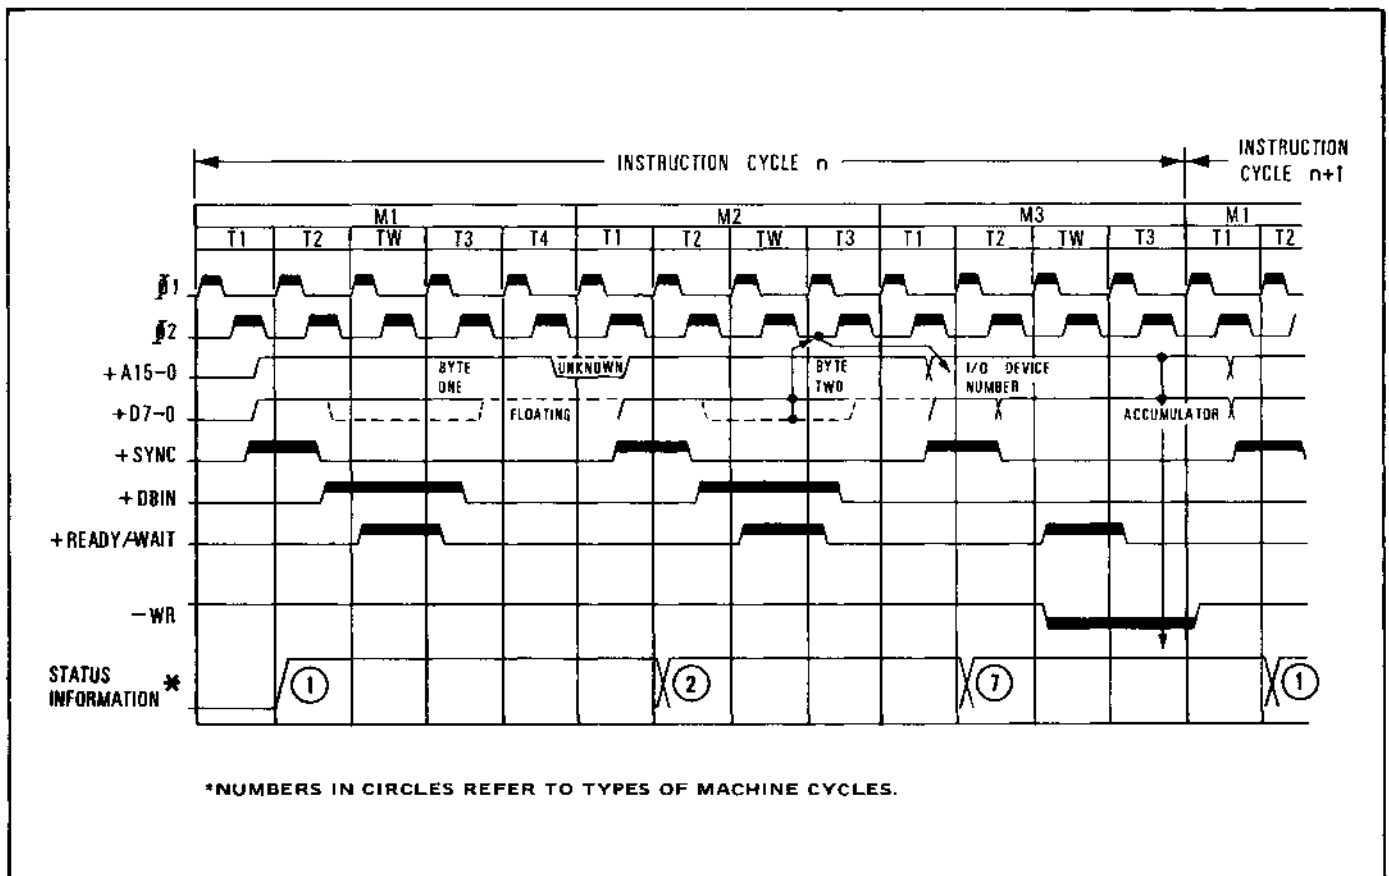 INSTRUCTION CYCLE n
INSTRUCTION
CYCLE n+1
M1 M2 M3 M1
T1 T2 TW T3 T4 T1 T2 TW T3 T1 T2 TW T3 T1 T2
ϕ1
ϕ2
+A15-0
BYTE
ONE
UNKNOWN
BYTE
TWO
I/O DEVICE
NUMBER
+D7-0
FLOATING
ACCUMULATOR
+SYNC
+DBIN
+READY/WAIT
-WR
STATUS
INFORMATION *
1 2 7 1
*NUMBERS IN CIRCLES REFER TO TYPES OF MACHINE CYCLES.